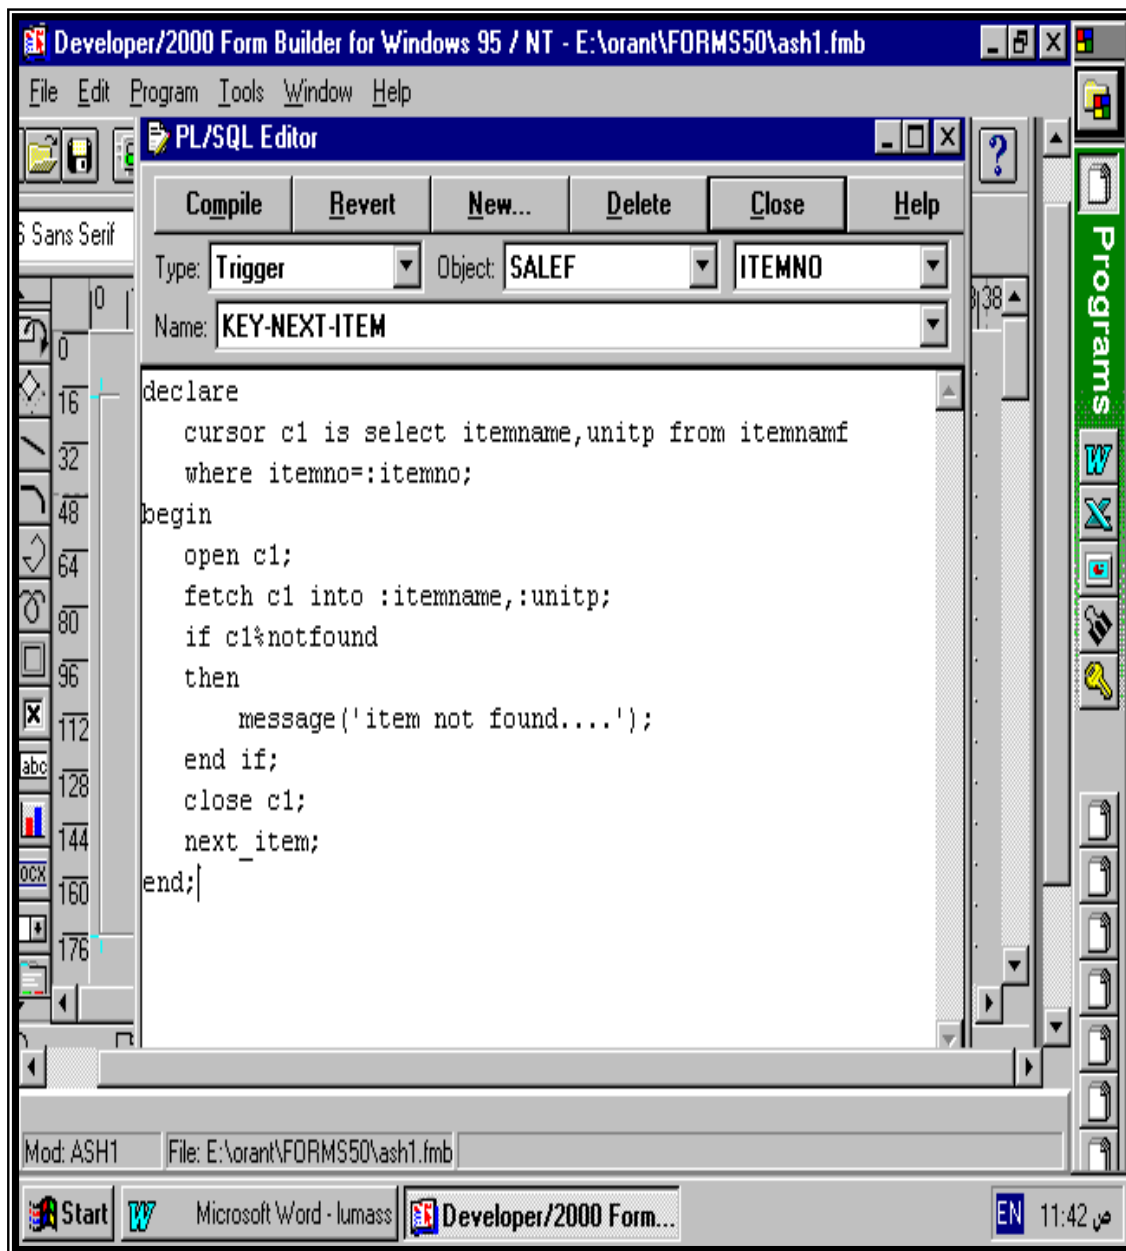 Developer/2000 Form Builder for Windows 95 / NT - E:\orant\FORMS50\ash1.fmb
File Edit Program Tools Window Help
PL/SQL Editor
Compile Revert New... Delete Close Help
Sans Serif
Type: Trigger Object: SALEF ITEMNO
Name: KEY-NEXT-ITEM
0
38
0
16
32
48
64
80
96
112
128
144
160
176
abc
OCX
declare
cursor c1 is select itemname,unitp from itemnamf
where itemno=:itemno;
begin
open c1;
fetch c1 into :itemname,:unitp;
if c1%notfound
then
message('item not found....');
end if;
close c1;
next_item;
end;
Programs
Mod: ASH1 File: E:\orant\FORMS50\ash1.fmb
Start Microsoft Word - lumass Developer/2000 Form... EN 11:42 ص